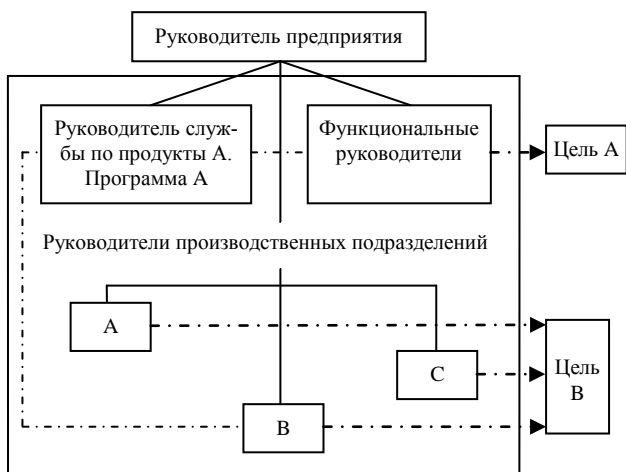 Руководитель предприятия
Руководитель служ-
бы по продукты А.
Программа А
Функциональные
руководители
Цель А
Руководители производственных подразделений
А
С
В
Цель
В